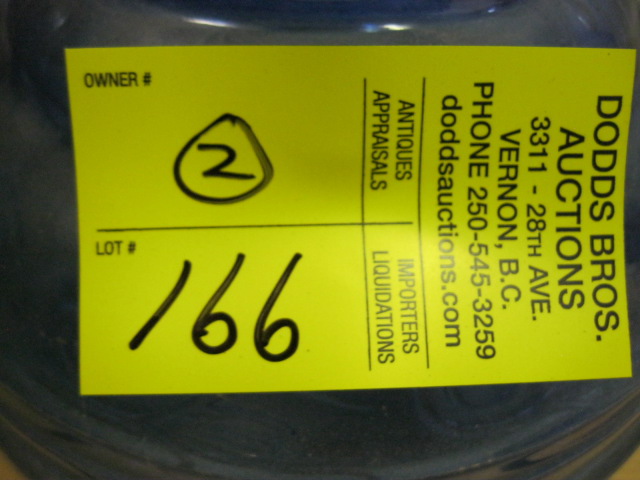 DODDS BROS.
AUCTIONS
3311 - 28TH AVE.
VERNON, B.C.
PHONE 250-545-3259
doddsauctions.com
ANTIQUES IMPORTERS
APPRAISALS LIQUIDATIONS
OWNER #
2
LOT #
166